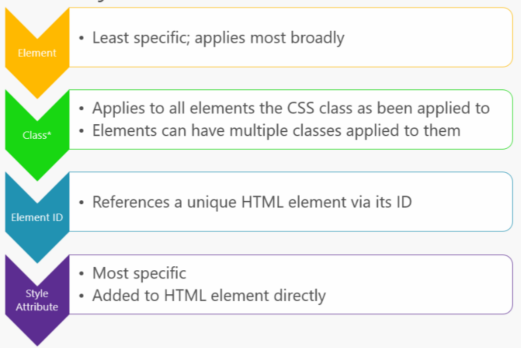 Element
• Least specific; applies most broadly
Class*
• Applies to all elements the CSS class as been applied to
• Elements can have multiple classes applied to them
Element ID
• References a unique HTML element via its ID
Style
Attribute
• Most specific
• Added to HTML element directly